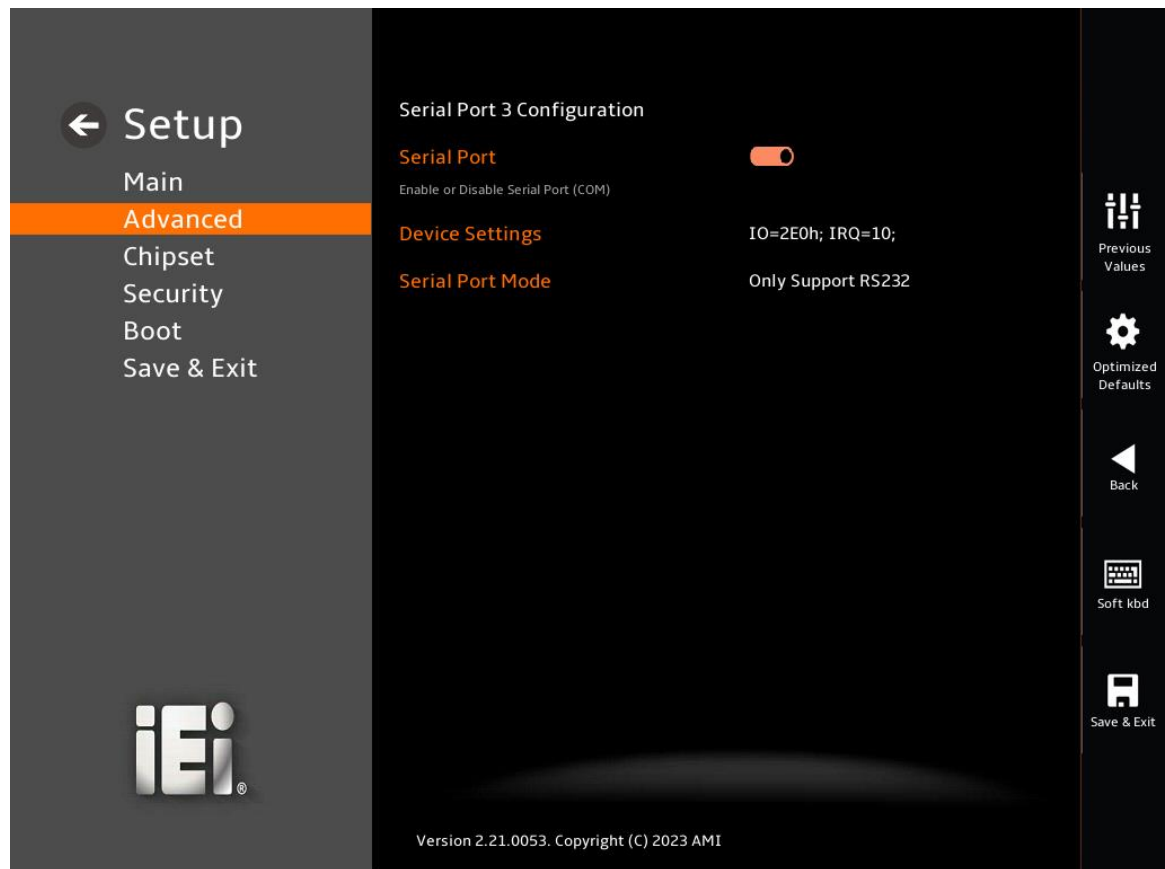 Setup
Main
Advanced
Chipset
Security
Boot
Save & Exit
iEi®
Serial Port 3 Configuration
Serial Port
Enable or Disable Serial Port (COM)
Device Settings IO=2E0h; IRQ=10;
Serial Port Mode Only Support RS232
Version 2.21.0053. Copyright (C) 2023 AMI
Previous
Values
Optimized
Defaults
Back
Soft kbd
Save & Exit